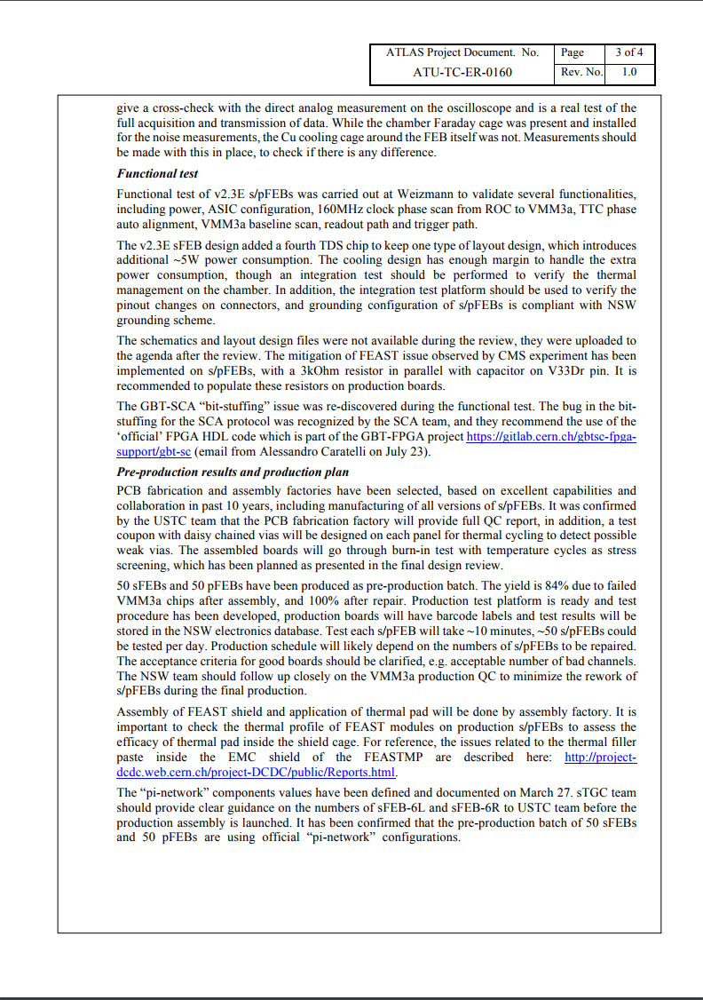 ATLAS Project Document. No.
Page
3 of 4
ATU-TC-ER-0160
Rev. No.
1.0
give a cross-check with the direct analog measurement on the oscilloscope and is a real test of the
full acquisition and transmission of data. While the chamber Faraday cage was present and installed
for the noise measurements, the Cu cooling cage around the FEB itself was not. Measurements should
be made with this in place, to check if there is any difference.
Functional test
Functional test of v2.3E s/pFEBs was carried out at Weizmann to validate several functionalities,
including power, ASIC configuration, 160MHz clock phase scan from ROC to VMM3a, TTC phase
auto alignment, VMM3a baseline scan, readout path and trigger path.
The v2.3E sFEB design added a fourth TDS chip to keep one type of layout design, which introduces
additional ~5W power consumption. The cooling design has enough margin to handle the extra
power consumption, though an integration test should be performed to verify the thermal
management on the chamber. In addition, the integration test platform should be used to verify the
pinout changes on connectors, and grounding configuration of s/pFEBs is compliant with NSW
grounding scheme.
The schematics and layout design files were not available during the review, they were uploaded to
the agenda after the review. The mitigation of FEAST issue observed by CMS experiment has been
implemented on s/pFEBs, with a 3kOhm resistor in parallel with capacitor on V33Dr pin. It is
recommended to populate these resistors on production boards.
The GBT-SCA “bit-stuffing” issue was re-discovered during the functional test. The bug in the bit-
stuffing for the SCA protocol was recognized by the SCA team, and they recommend the use of the
‘official’ FPGA HDL code which is part of the GBT-FPGA project https://gitlab.cern.ch/gbtsc-fpga-
support/gbt-sc (email from Alessandro Caratelli on July 23).
Pre-production results and production plan
PCB fabrication and assembly factories have been selected, based on excellent capabilities and
collaboration in past 10 years, including manufacturing of all versions of s/pFEBs. It was confirmed
by the USTC team that the PCB fabrication factory will provide full QC report, in addition, a test
coupon with daisy chained vias will be designed on each panel for thermal cycling to detect possible
weak vias. The assembled boards will go through burn-in test with temperature cycles as stress
screening, which has been planned as presented in the final design review.
50 sFEBs and 50 pFEBs have been produced as pre-production batch. The yield is 84% due to failed
VMM3a chips after assembly, and 100% after repair. Production test platform is ready and test
procedure has been developed, production boards will have barcode labels and test results will be
stored in the NSW electronics database. Test each s/pFEB will take ~10 minutes, ~50 s/pFEBs could
be tested per day. Production schedule will likely depend on the numbers of s/pFEBs to be repaired.
The acceptance criteria for good boards should be clarified, e.g. acceptable number of bad channels.
The NSW team should follow up closely on the VMM3a production QC to minimize the rework of
s/pFEBs during the final production.
Assembly of FEAST shield and application of thermal pad will be done by assembly factory. It is
important to check the thermal profile of FEAST modules on production s/pFEBs to assess the
efficacy of thermal pad inside the shield cage. For reference, the issues related to the thermal filler
paste inside the EMC shield of the FEASTMP are described here: http://project-
dcdc.web.cern.ch/project-DCDC/public/Reports.html.
The “pi-network” components values have been defined and documented on March 27. sTGC team
should provide clear guidance on the numbers of sFEB-6L and sFEB-6R to USTC team before the
production assembly is launched. It has been confirmed that the pre-production batch of 50 sFEBs
and 50 pFEBs are using official “pi-network” configurations.